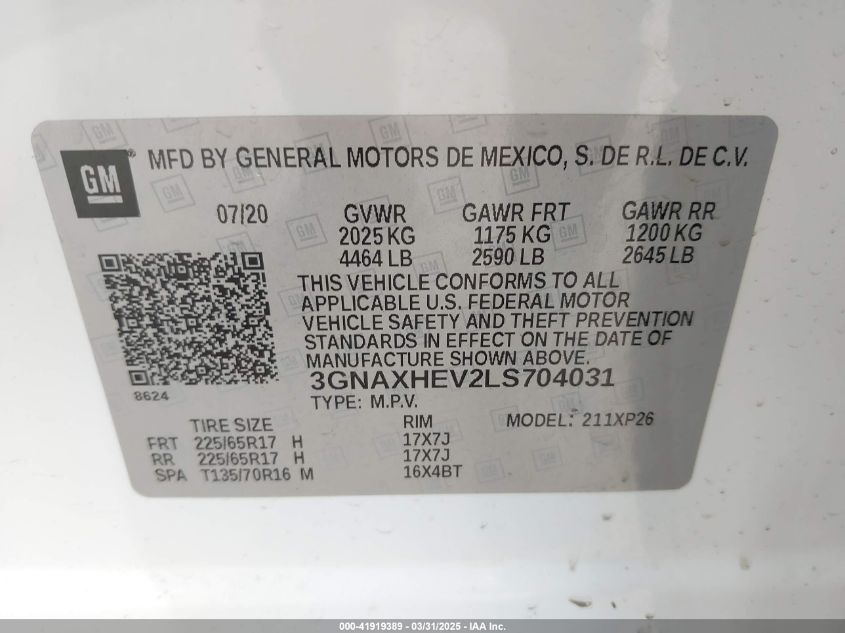 GM ® MFD BY GENERAL MOTORS DE MEXICO, S. DE R.L. DE C.V.
07/20 GVWR GAWR FRT GAWR RR
2025 KG 1175 KG 1200 KG
4464 LB 2590 LB 2645 LB
THIS VEHICLE CONFORMS TO ALL
APPLICABLE U.S. FEDERAL MOTOR
VEHICLE SAFETY AND THEFT PREVENTION
STANDARDS IN EFFECT ON THE DATE OF
MANUFACTURE SHOWN ABOVE.
3GNAXHEV2LS704031
8624
TYPE: M.P.V.
TIRE SIZE RIM MODEL: 211XP26
FRT 225/65R17 H 17X7J
RR 225/65R17 H 17X7J
SPA T135/70R16 M 16X4BT
000-41919389 - 03/31/2025 - IAA Inc.